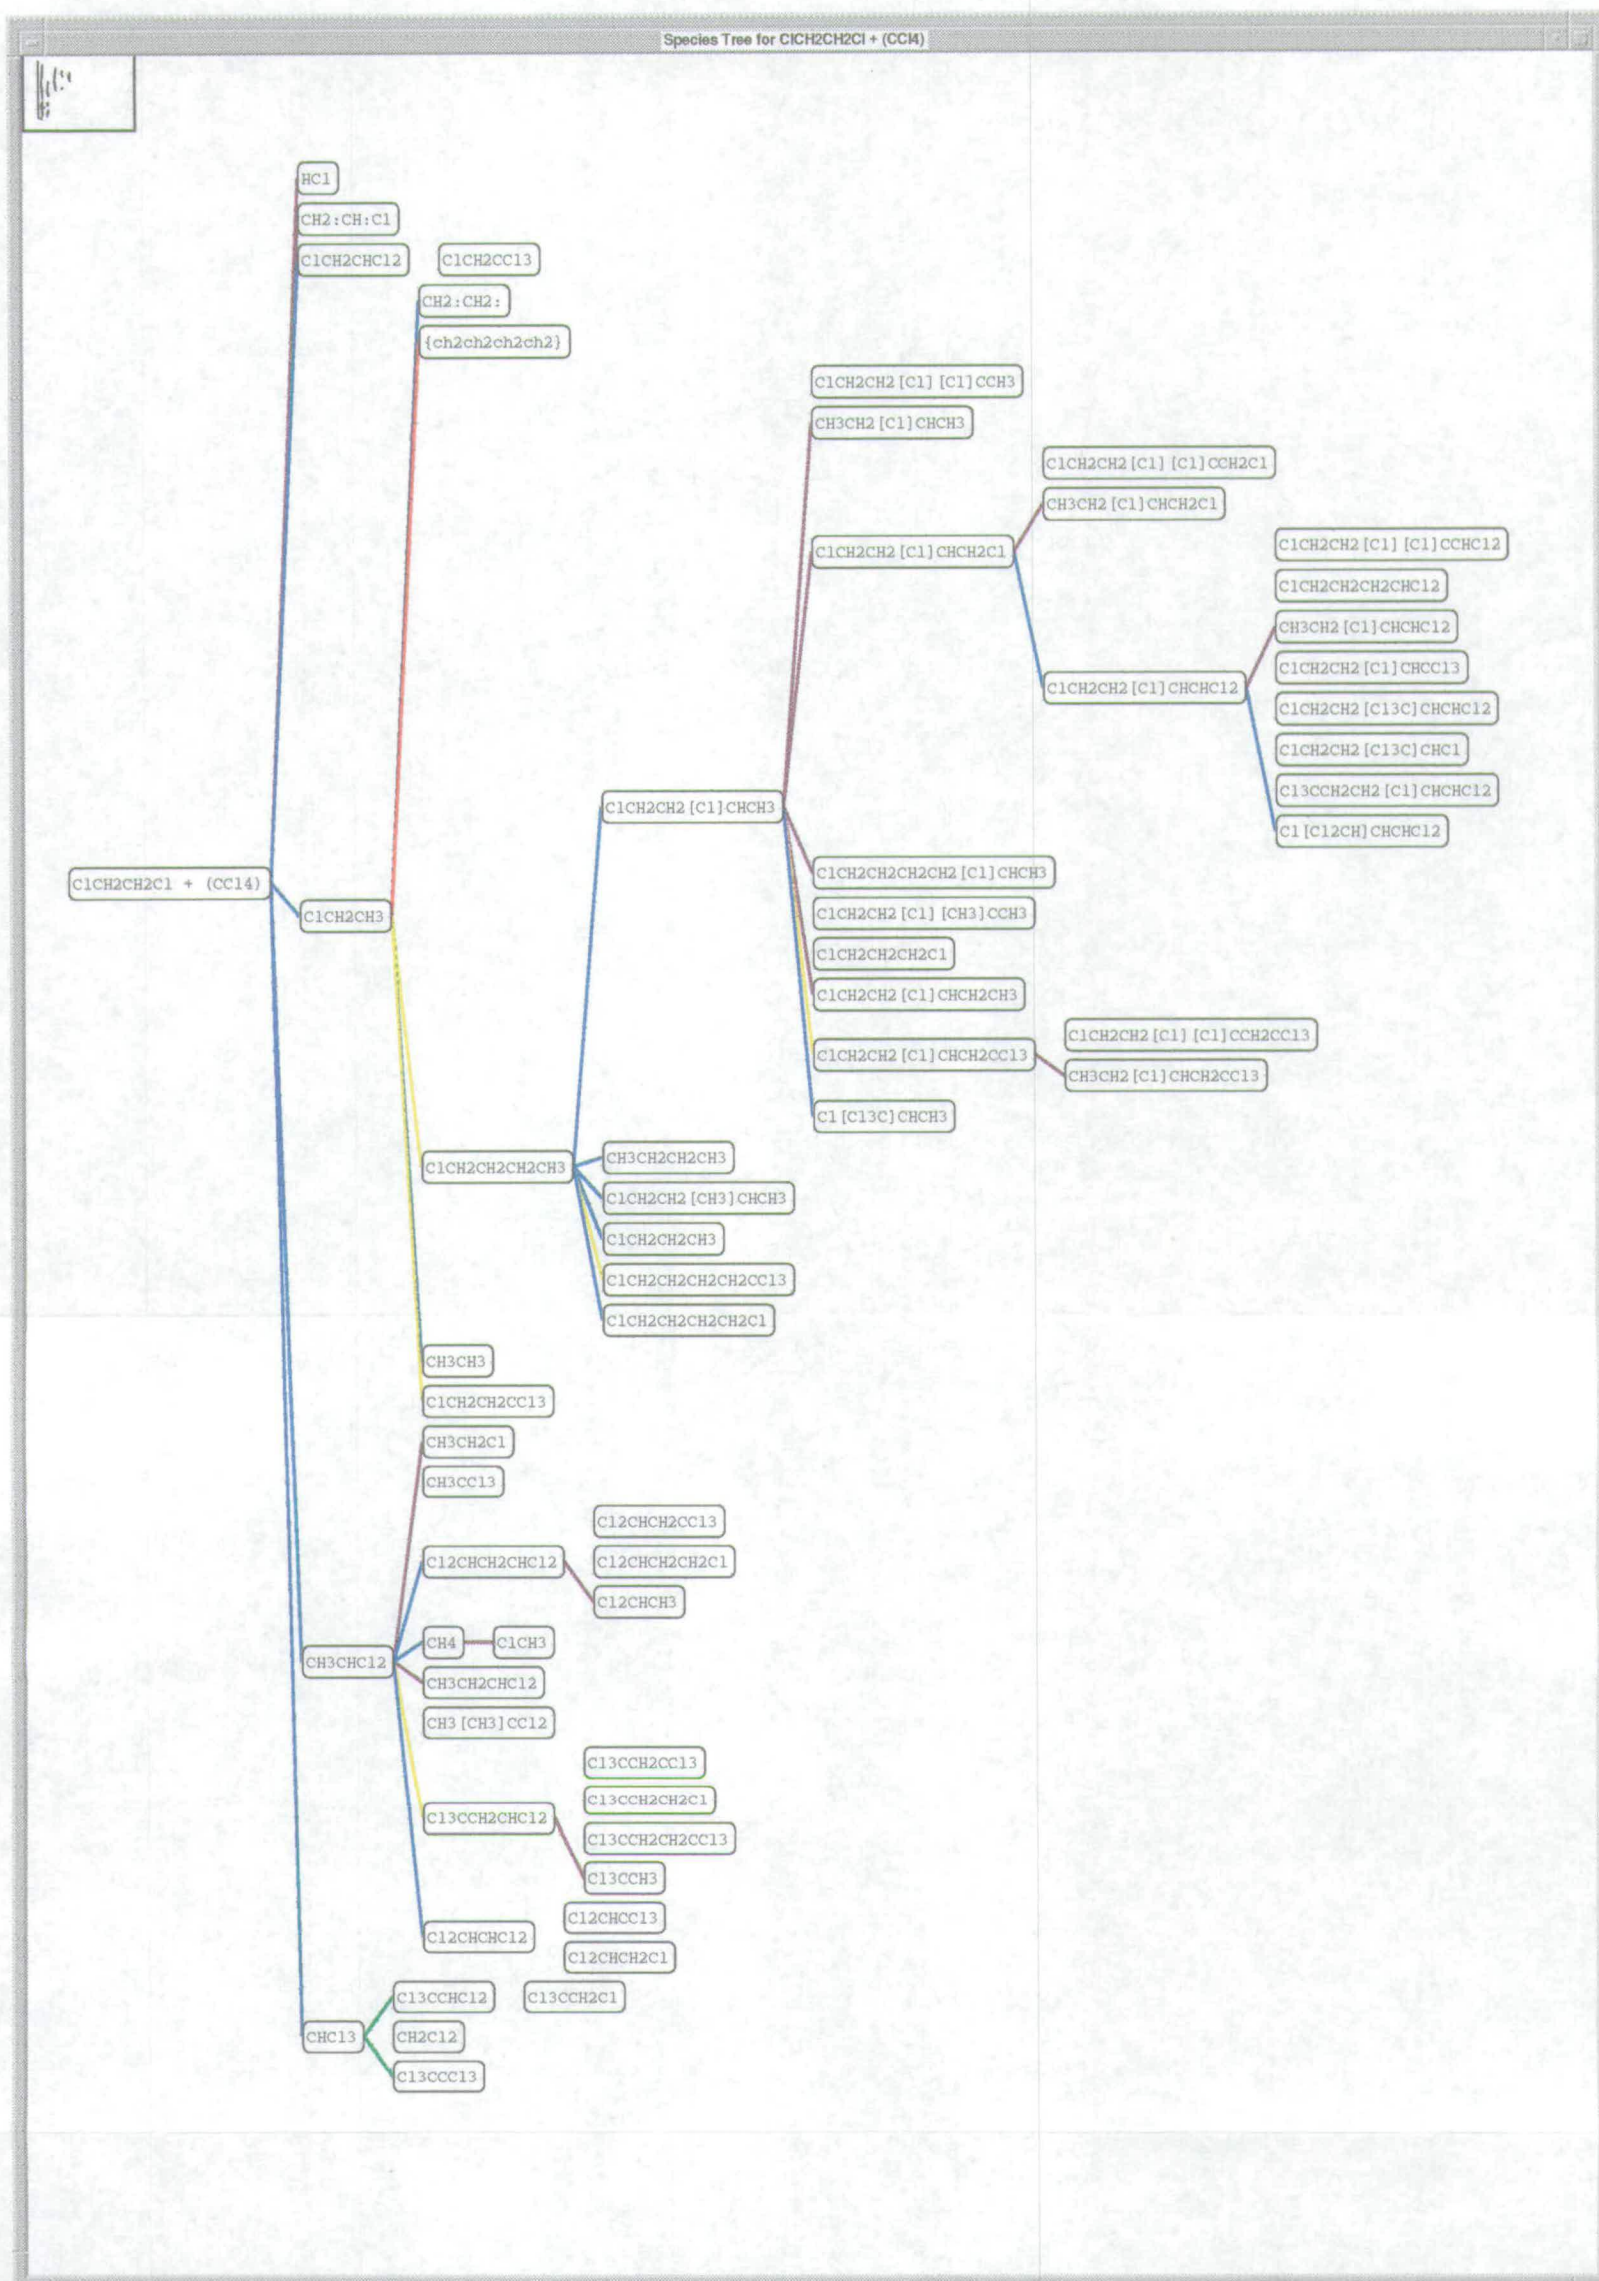 Species Tree for ClCH2CH2Cl + (CCl4)
HCl
CH2:CH:Cl
ClCH2CHCl2
ClCH2CCl3
CH2:CH2:
{ch2ch2ch2ch2}
ClCH2CH2[Cl][Cl]CCH3
CH3CH2[Cl]CHCH3
ClCH2CH2[Cl][Cl]CCH2Cl
CH3CH2[Cl]CHCH2Cl
ClCH2CH2[Cl][Cl]CCHCl2
ClCH2CH2[Cl]CHCH2Cl
ClCH2CH2CH2CHCl2
CH3CH2[Cl]CHCHCl2
ClCH2CH2[Cl]CHCCl3
ClCH2CH2[Cl]CHCHCl2
ClCH2CH2[Cl3C]CHCHCl2
ClCH2CH2[Cl3C]CHCl
Cl3CCH2CH2[Cl]CHCHCl2
ClCH2CH2[Cl]CHCH3
Cl[Cl2CH]CHCHCl2
ClCH2CH2CH2CH2[Cl]CHCH3
ClCH2CH2Cl + (CCl4)
ClCH2CH3
ClCH2CH2[Cl][CH3]CCH3
ClCH2CH2CH2Cl
ClCH2CH2[Cl]CHCH2CH3
ClCH2CH2[Cl][Cl]CCH2CCl3
ClCH2CH2[Cl]CHCH2CCl3
CH3CH2[Cl]CHCH2CCl3
Cl[Cl3C]CHCH3
CH3CH2CH2CH3
ClCH2CH2CH2CH3
ClCH2CH2[CH3]CHCH3
ClCH2CH2CH3
ClCH2CH2CH2CH2CCl3
ClCH2CH2CH2CH2Cl
CH3CH3
ClCH2CH2CCl3
CH3CH2Cl
CH3CCl3
Cl2CHCH2CCl3
Cl2CHCH2CHCl2
Cl2CHCH2CH2Cl
Cl2CHCH3
CH4
ClCH3
CH3CHCl2
CH3CH2CHCl2
CH3[CH3]CCl2
Cl3CCH2CCl3
Cl3CCH2CH2Cl
Cl3CCH2CHCl2
Cl3CCH2CH2CCl3
Cl3CCH3
Cl2CHCCl3
Cl2CHCHCl2
Cl2CHCH2Cl
Cl3CCHCl2
Cl3CCH2Cl
CHCl3
CH2Cl2
Cl3CCCl3